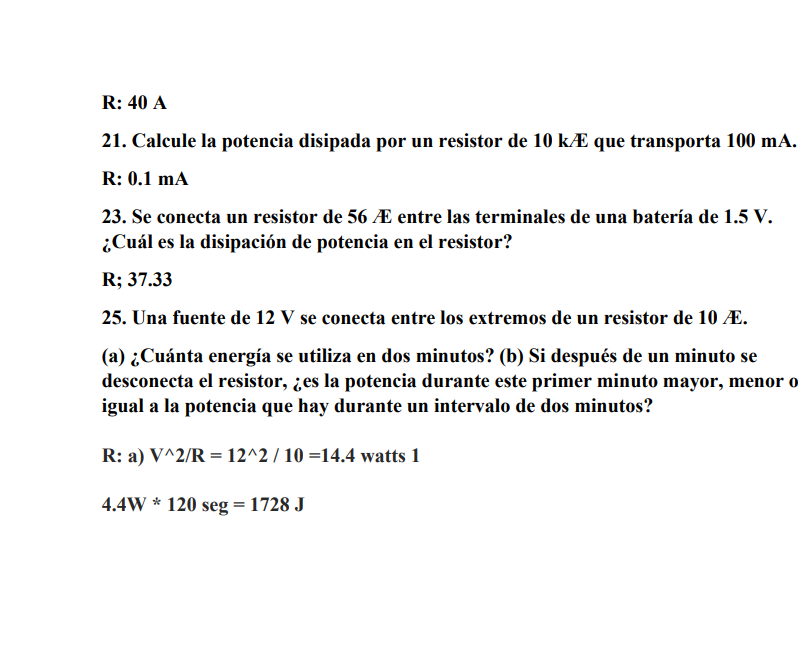 R: 40 A
21. Calcule la potencia disipada por un resistor de 10 kÆ que transporta 100 mA.
R: 0.1 mA
23. Se conecta un resistor de 56 Æ entre las terminales de una batería de 1.5 V.
¿Cuál es la disipación de potencia en el resistor?
R; 37.33
25. Una fuente de 12 V se conecta entre los extremos de un resistor de 10 Æ.
(a) ¿Cuánta energía se utiliza en dos minutos? (b) Si después de un minuto se
desconecta el resistor, ¿es la potencia durante este primer minuto mayor, menor o
igual a la potencia que hay durante un intervalo de dos minutos?
R: a) V^2/R = 12^2 / 10 =14.4 watts 1
4.4W * 120 seg = 1728 J